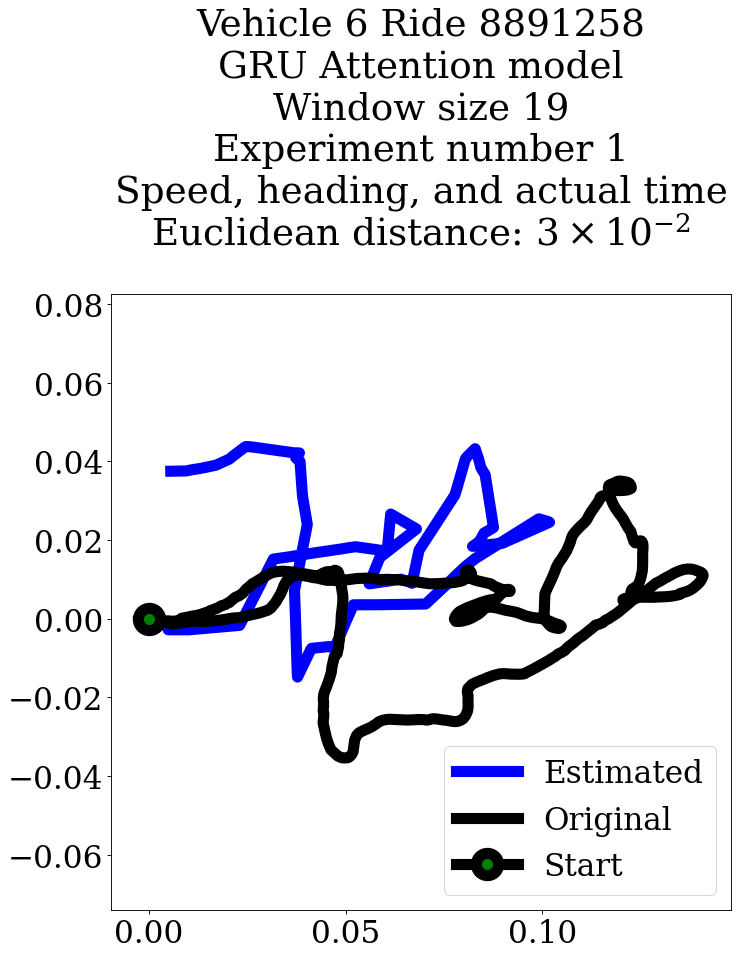 Vehicle 6 Ride 8891258
GRU Attention model
Window size 19
Experiment number 1
Speed, heading, and actual time
Euclidean distance: 3 × 10⁻²
0.08
0.06
0.04
0.02
0.00
−0.02
−0.04
−0.06
Estimated
Original
Start
0.00 0.05 0.10